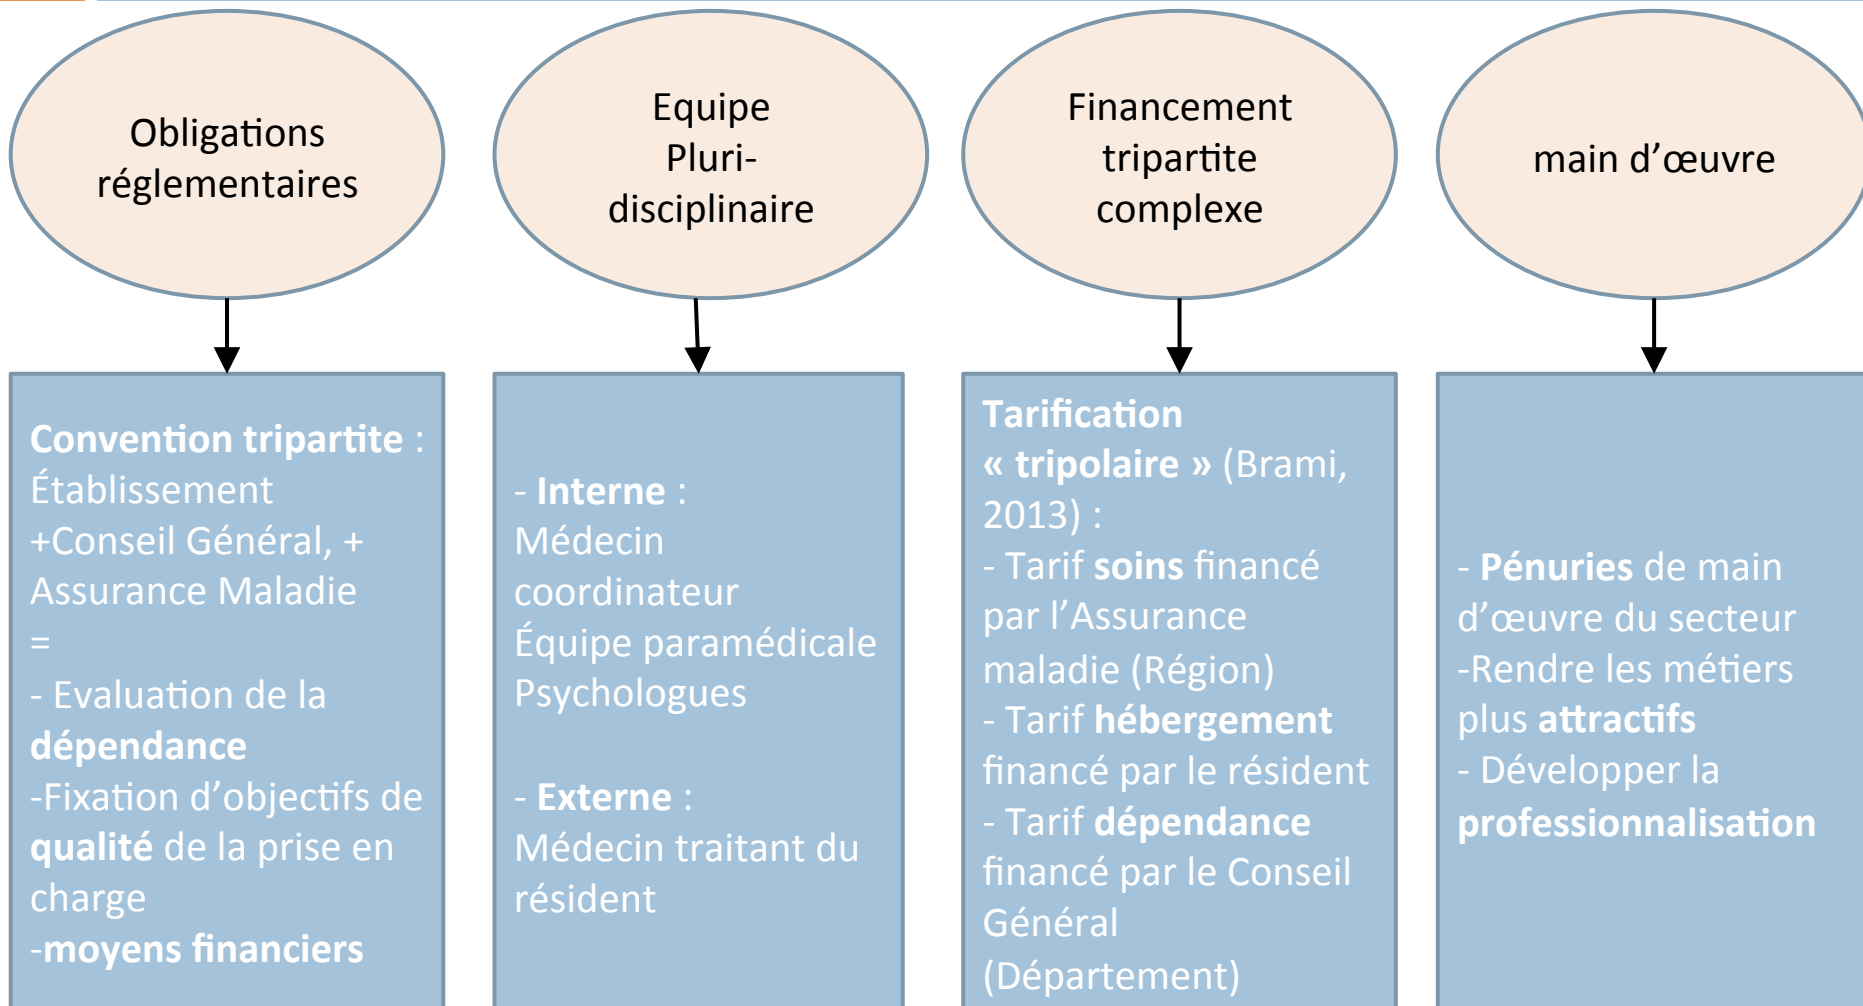 Obligations
réglementaires
Equipe
Pluri-
disciplinaire
Financement
tripartite
complexe
main d’œuvre
Convention tripartite :
Établissement
+Conseil Général, +
Assurance Maladie
=
- Evaluation de la
dépendance
-Fixation d’objectifs de
qualité de la prise en
charge
-moyens financiers
- Interne :
Médecin
coordinateur
Équipe paramédicale
Psychologues
- Externe :
Médecin traitant du
résident
Tarification
« tripolaire » (Brami,
2013) :
- Tarif soins financé
par l’Assurance
maladie (Région)
- Tarif hébergement
financé par le résident
- Tarif dépendance
financé par le Conseil
Général
(Département)
- Pénuries de main
d’œuvre du secteur
-Rendre les métiers
plus attractifs
- Développer la
professionnalisation